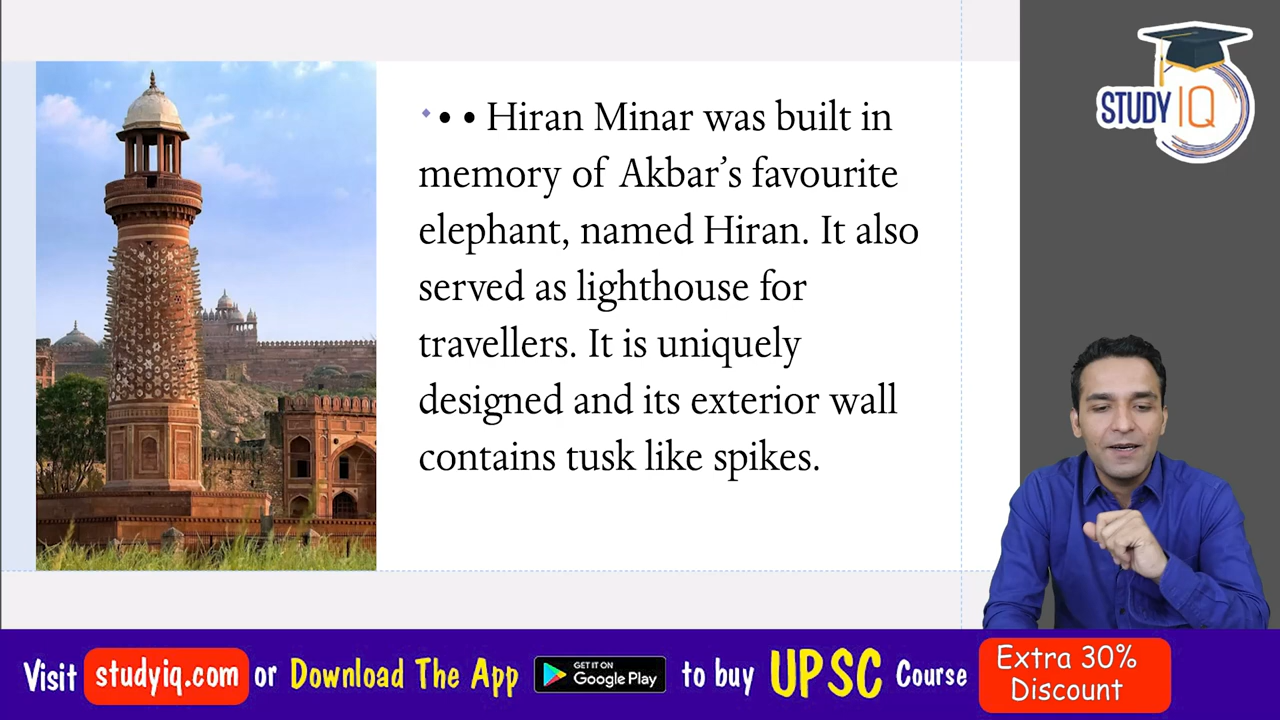 • • Hiran Minar was built in
memory of Akbar’s favourite
elephant, named Hiran. It also
served as lighthouse for
travellers. It is uniquely
designed and its exterior wall
contains tusk like spikes.
STUDY IQ
Visit studyiq.com or Download The App GET IT ON Google Play to buy UPSC Course Extra 30% Discount